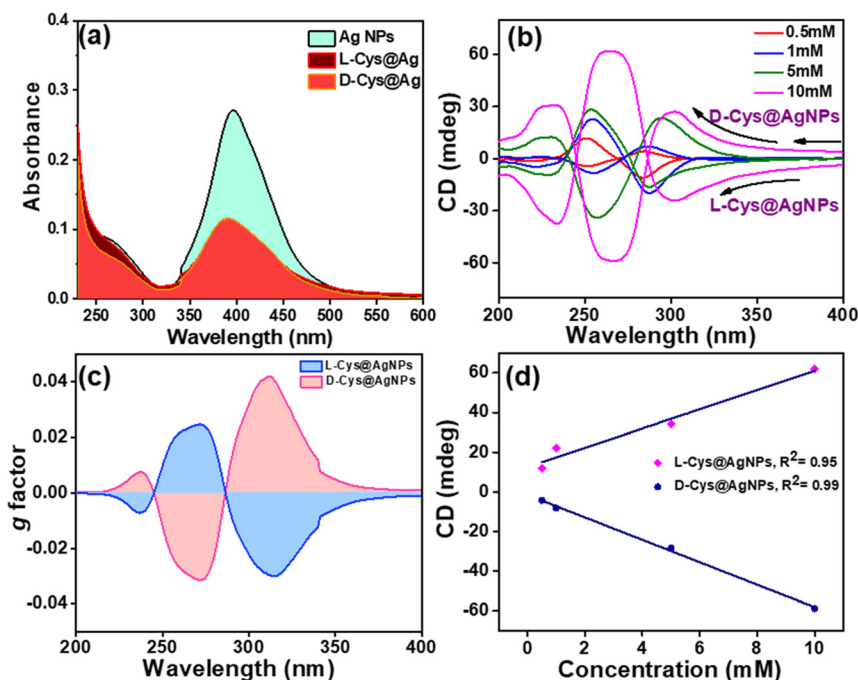 (a)
Ag NPs
L-Cys@Ag
D-Cys@Ag
Absorbance
0.4
0.3
0.2
0.1
0.0
250 300 350 400 450 500 550 600
Wavelength (nm)
(b)
0.5mM
1mM
5mM
10mM
D-Cys@AgNPs
L-Cys@AgNPs
CD (mdeg)
60
30
0
-30
-60
200 250 300 350 400
Wavelength (nm)
(c)
L-Cys@AgNPs
D-Cys@AgNPs
g factor
0.04
0.02
0.00
-0.02
-0.04
200 250 300 350 400
Wavelength (nm)
(d)
L-Cys@AgNPs, R²= 0.95
D-Cys@AgNPs, R²= 0.99
CD (mdeg)
60
40
20
0
-20
-40
-60
0 2 4 6 8 10
Concentration (mM)